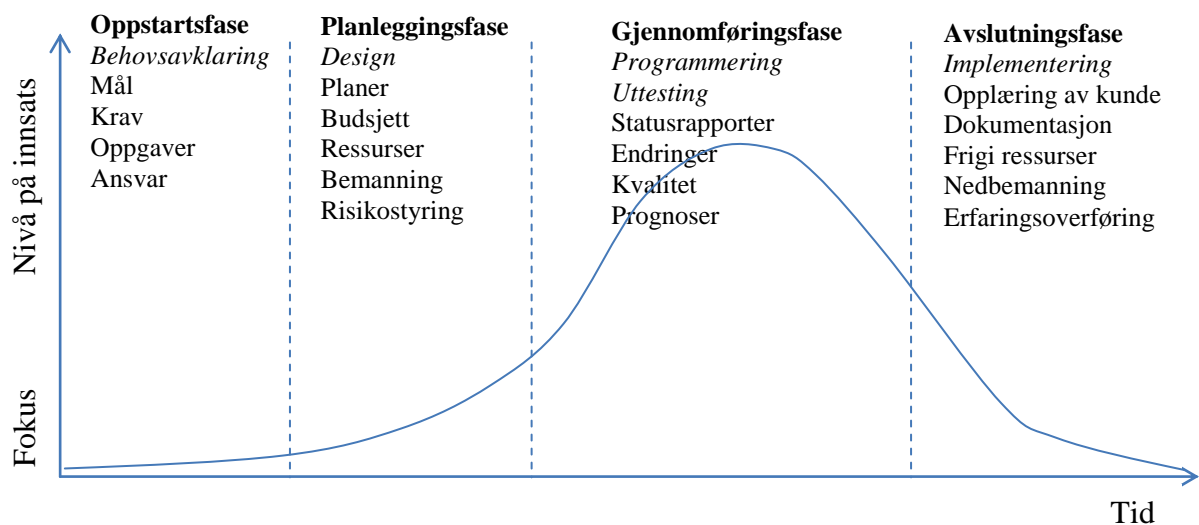 Oppstartsfase
Behovsavklaring
Mål
Krav
Oppgaver
Ansvar
Planleggingsfase
Design
Planer
Budsjett
Ressurser
Bemanning
Risikostyring
Gjennomføringsfase
Programmering
Uttesting
Statusrapporter
Endringer
Kvalitet
Prognoser
Avslutningsfase
Implementering
Opplæring av kunde
Dokumentasjon
Frigi ressurser
Nedbemanning
Erfaringsoverføring
Nivå på innsats
Fokus
Tid